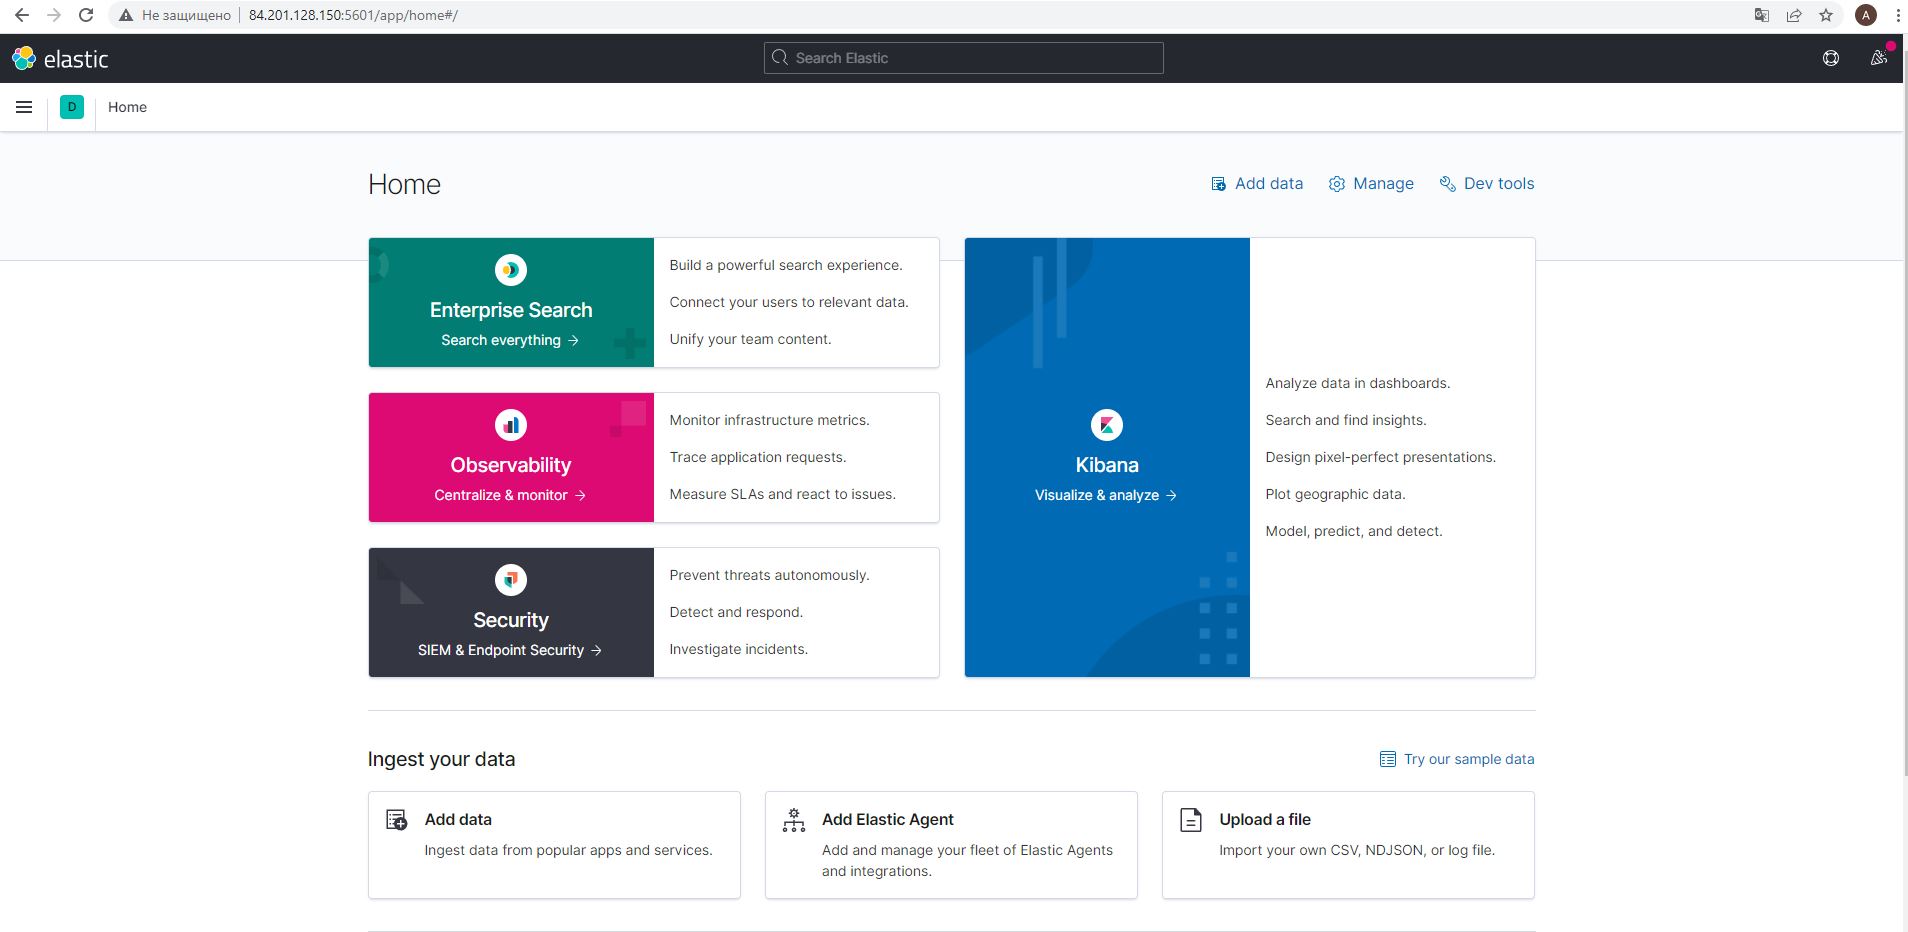 Не защищено 84.201.128.150:5601/app/home#/
A
elastic
Search Elastic
D
Home
Home
Add data
Manage
Dev tools
Enterprise Search
Search everything →
Build a powerful search experience.
Connect your users to relevant data.
Unify your team content.
Observability
Centralize & monitor →
Monitor infrastructure metrics.
Trace application requests.
Measure SLAs and react to issues.
Security
SIEM & Endpoint Security →
Prevent threats autonomously.
Detect and respond.
Investigate incidents.
Kibana
Visualize & analyze →
Analyze data in dashboards.
Search and find insights.
Design pixel-perfect presentations.
Plot geographic data.
Model, predict, and detect.
Ingest your data
Try our sample data
Add data
Ingest data from popular apps and services.
Add Elastic Agent
Add and manage your fleet of Elastic Agents
and integrations.
Upload a file
Import your own CSV, NDJSON, or log file.